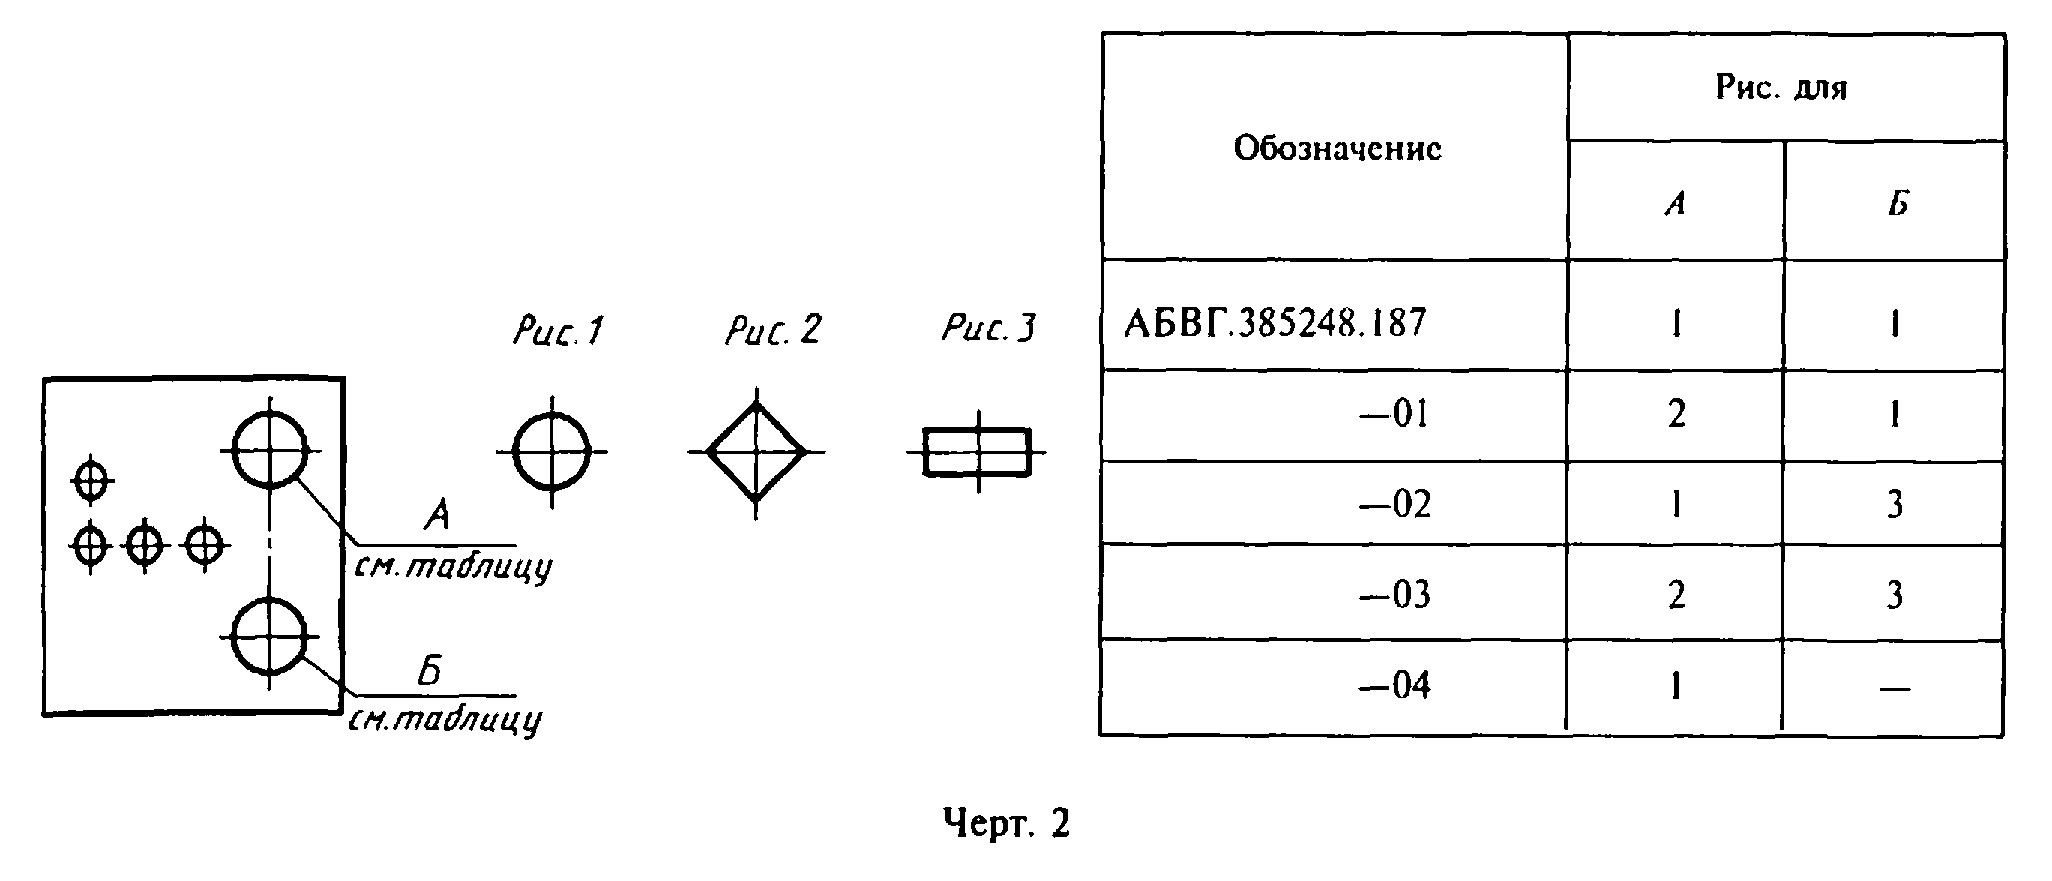 Рис. 1 Рис. 2 Рис. 3
А
см. таблицу
Б
см. таблицу
Обозначение Рис. для
А Б
АБВГ.385248.187 1 1
—01 2 1
—02 1 3
—03 2 3
—04 1 —
Черт. 2